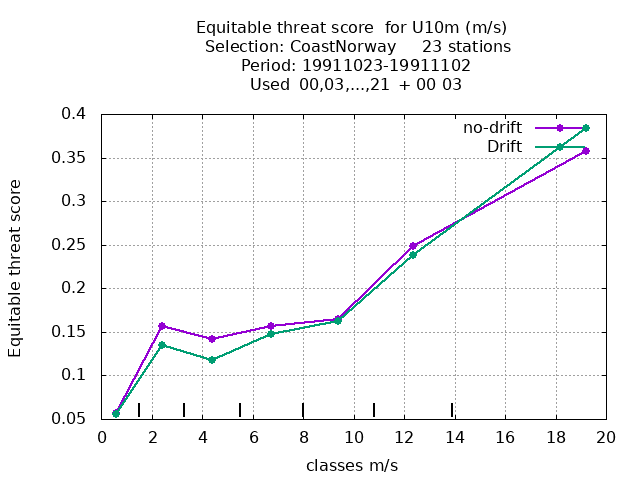 Equitable threat score  for U10m (m/s)
Selection: CoastNorway     23 stations
Period: 19911023-19911102
Used  00,03,...,21  + 00 03
no-drift
Drift
Equitable threat score
0.4
0.35
0.3
0.25
0.2
0.15
0.1
0.05
0 2 4 6 8 10 12 14 16 18 20
classes m/s